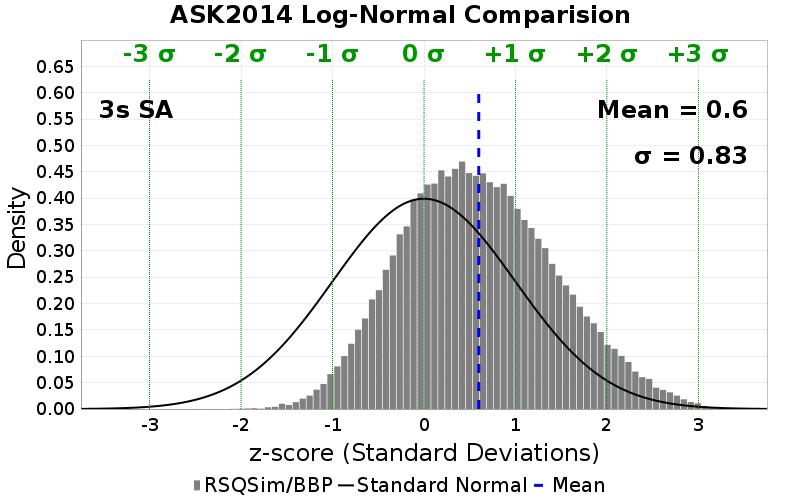 ASK2014 Log-Normal Comparision
-3 σ -2 σ -1 σ 0 σ +1 σ +2 σ +3 σ
3s SA
Mean = 0.6
σ = 0.83
Density
0.65
0.60
0.55
0.50
0.45
0.40
0.35
0.30
0.25
0.20
0.15
0.10
0.05
0.00
-3 -2 -1 0 1 2 3
z-score (Standard Deviations)
RSQSim/BBP Standard Normal Mean